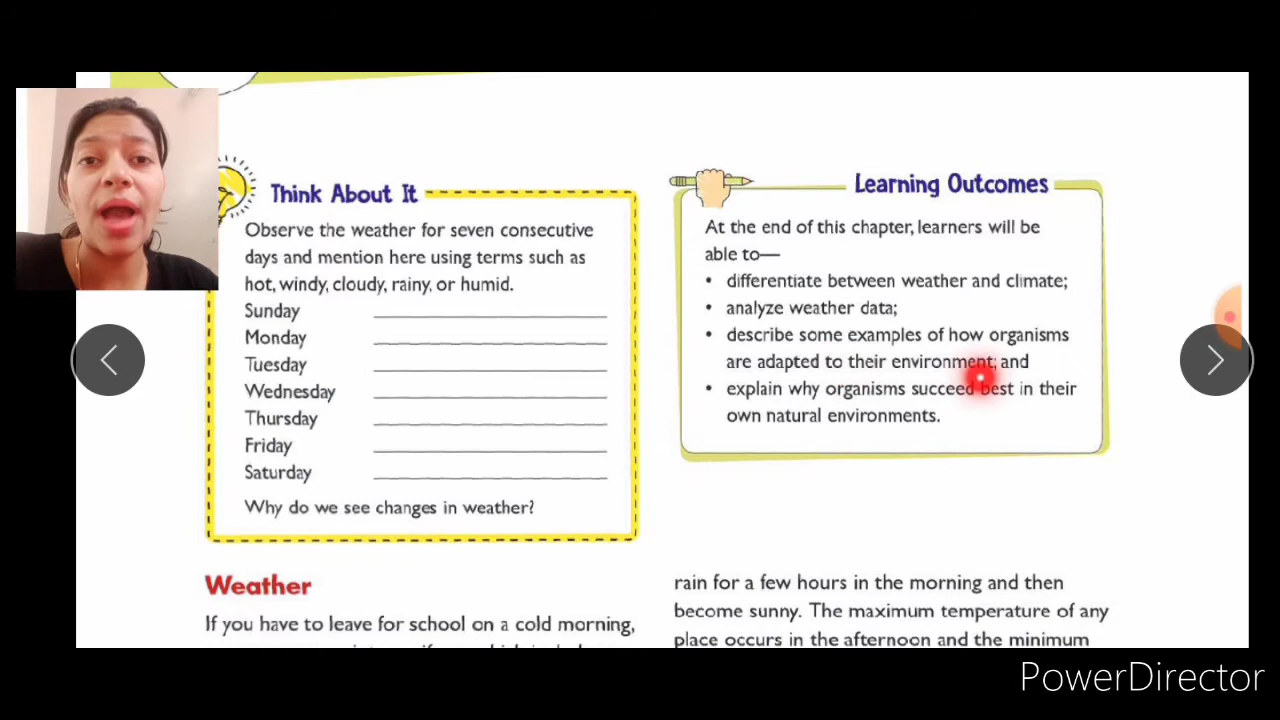 Think About It
Observe the weather for seven consecutive
days and mention here using terms such as
hot, windy, cloudy, rainy, or humid.
Sunday
Monday
Tuesday
Wednesday
Thursday
Friday
Saturday
Why do we see changes in weather?
Learning Outcomes
At the end of this chapter, learners will be
able to—
• differentiate between weather and climate;
• analyze weather data;
• describe some examples of how organisms
are adapted to their environment; and
• explain why organisms succeed best in their
own natural environments.
Weather
If you have to leave for school on a cold morning,
rain for a few hours in the morning and then
become sunny. The maximum temperature of any
place occurs in the afternoon and the minimum
PowerDirector